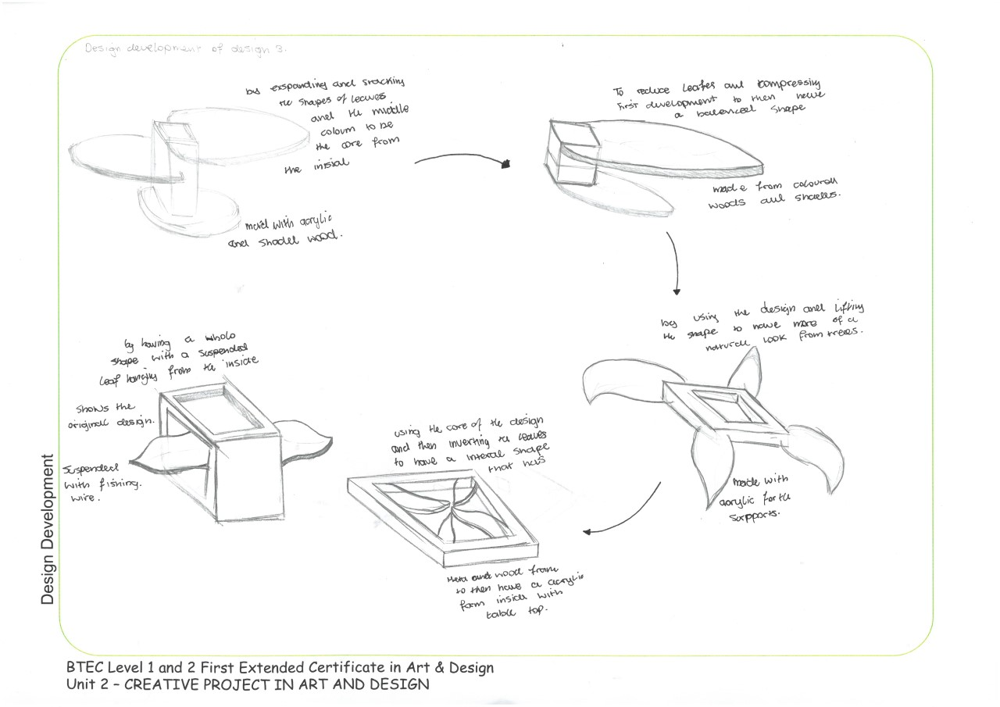 Design development of design 3.
by exspanding and stacking
the shapes of leaves
and the middle
coloum to be
the core from
the inisial
maid with acrylic
and shaded wood.
To reduce leafes and compressing
first development to then have
a balenced shape
made from coloured
woods and shades.
by using the design and lifting
the shape to have more of a
natural look from trees.
made with
acrylic for the
supports.
using the core of the design
and then inverting the leaves
to have a interal shape
that has
Metal and wood frame
to then have a acrylic
form inside with
table top.
by having a whole
shape with a suspended
leaf hanging from the inside
shows the
original design.
Suspended
with fishing.
wire.
Design Development
BTEC Level 1 and 2 First Extended Certificate in Art & Design
Unit 2 – CREATIVE PROJECT IN ART AND DESIGN